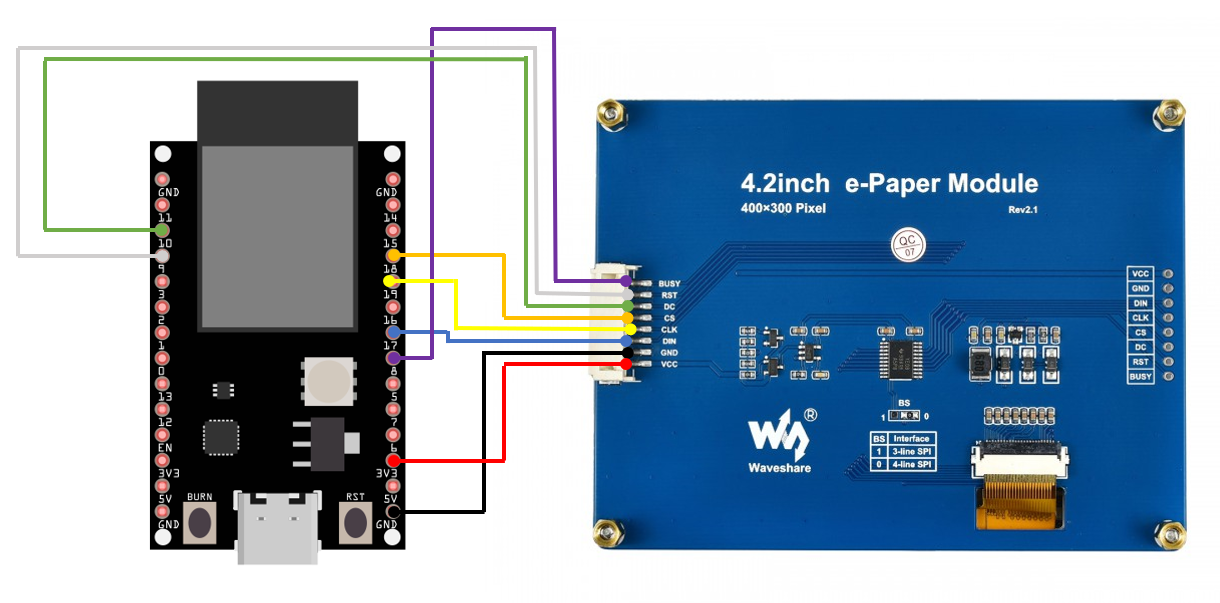 GND
11
10
9
3
2
1
0
13
12
EN
3V3
5V
GND
BURN
RST
GND
14
15
18
19
16
17
8
5
7
6
3V3
5V
GND
4.2inch e-Paper Module
400×300 Pixel
Rev2.1
QC
07
BUSY
RST
DC
CS
CLK
DIN
GND
VCC
VCC
GND
DIN
CLK
CS
DC
RST
BUSY
BS
1 0
BS Interface
1 3-line SPI
0 4-line SPI
®
Waveshare